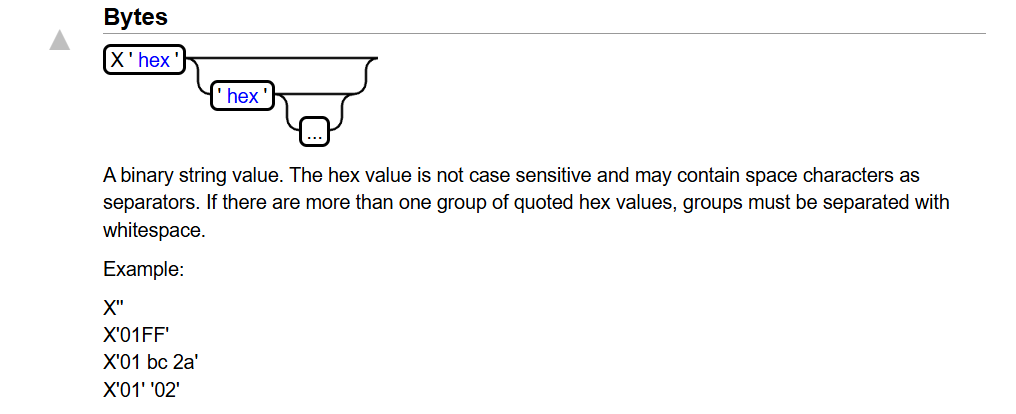 Bytes
X ' hex '
' hex '
...
A binary string value. The hex value is not case sensitive and may contain space characters as
separators. If there are more than one group of quoted hex values, groups must be separated with
whitespace.
Example:
X''
X'01FF'
X'01 bc 2a'
X'01' '02'